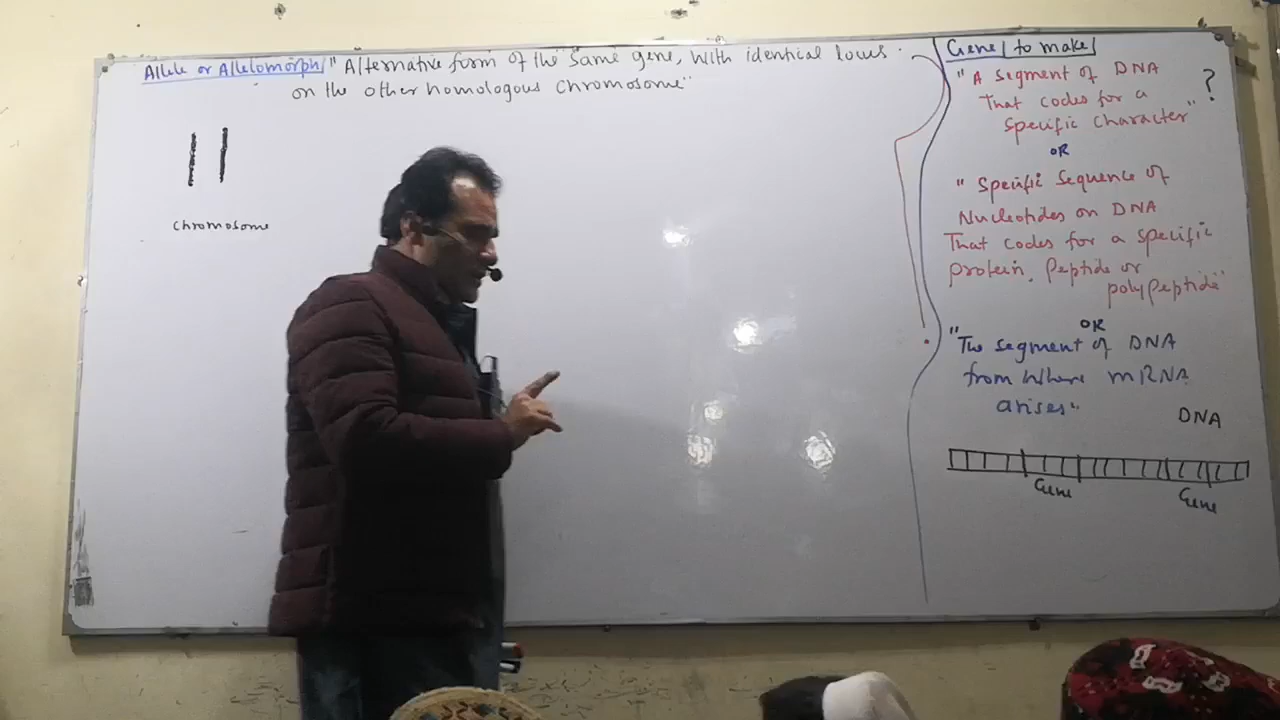 Allele or Allelomorph "Alternative form of the same gene, with identical locus
on the other homologous chromosome"
chromosome
Gene to make
"A segment of DNA
That codes for a
specific character" ?
OR
"Specific sequence of
Nucleotides on DNA
That codes for a specific
protein, peptide or
polypeptide"
OR
"The segment of DNA
from where mRNA
arises"
DNA
Gene
Gene